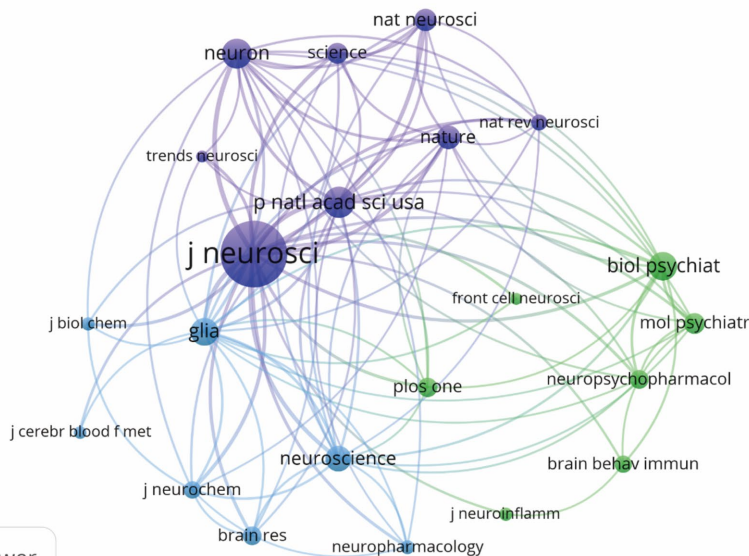 nat neurosci
neuron
science
nat rev neurosci
nature
trends neurosci
p natl acad sci usa
j neurosci
biol psychiat
front cell neurosci
j biol chem
mol psychiatr
glia
neuropsychopharmacol
plos one
j cerebr blood f met
neuroscience
brain behav immun
j neurochem
j neuroinflamm
brain res
neuropharmacology